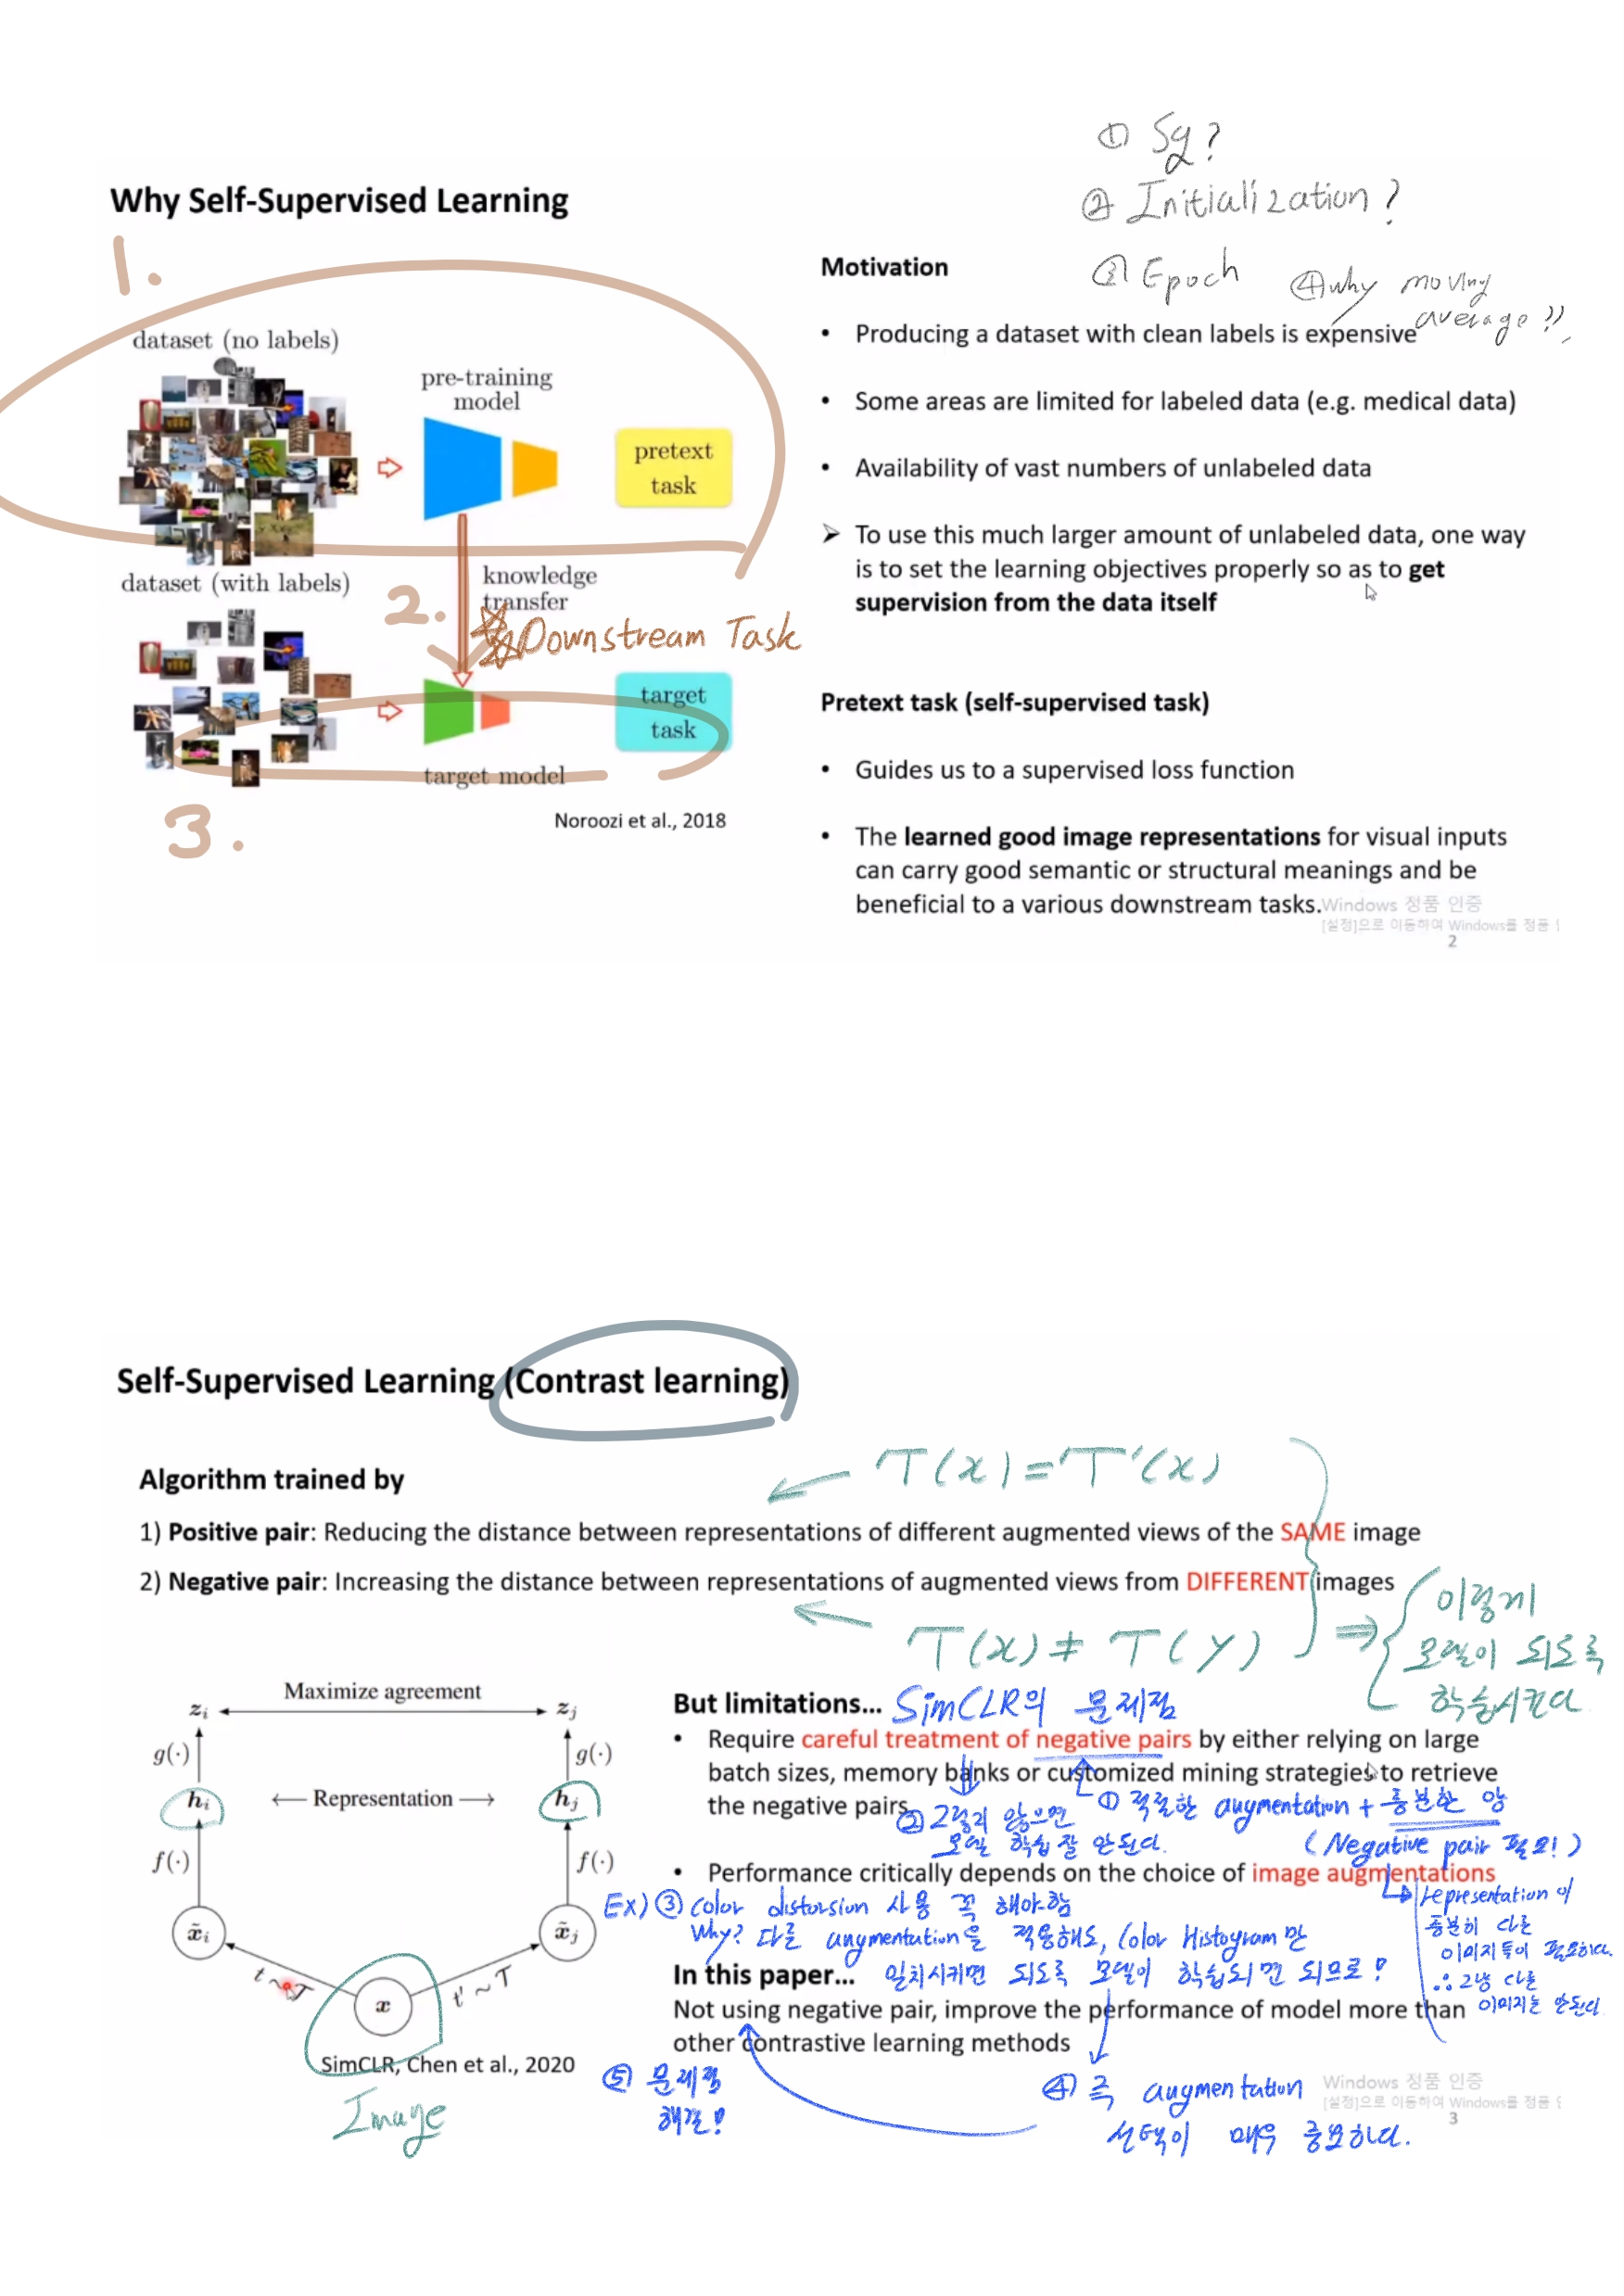 ① Sg?
② Initialization?
③ Epoch ④ why moving average??
Why Self-Supervised Learning
1.
dataset (no labels)
pre-training
model
pretext
task
knowledge
transfer
2.
Downstream Task
dataset (with labels)
target
task
target model
3.
Noroozi et al., 2018
Motivation
• Producing a dataset with clean labels is expensive
• Some areas are limited for labeled data (e.g. medical data)
• Availability of vast numbers of unlabeled data
➢ To use this much larger amount of unlabeled data, one way
is to set the learning objectives properly so as to get
supervision from the data itself
Pretext task (self-supervised task)
• Guides us to a supervised loss function
• The learned good image representations for visual inputs
can carry good semantic or structural meanings and be
beneficial to a various downstream tasks.
Windows 정품 인증
[설정]으로 이동하여 Windows를 정품
2
Self-Supervised Learning (Contrast learning)
Algorithm trained by
T(x) = T'(x)
1) Positive pair: Reducing the distance between representations of different augmented views of the SAME image
2) Negative pair: Increasing the distance between representations of augmented views from DIFFERENT images
T(x) ≠ T(y)
⇒ 이렇게
모델이 되도록
학습시킨다
Maximize agreement
z_i z_j
g(·) g(·)
h_i ← Representation → h_j
f(·) f(·)
x̃_i x̃_j
t ~ T t' ~ T
x
SimCLR, Chen et al., 2020
Image
But limitations... SimCLR의 문제점
• Require careful treatment of negative pairs by either relying on large
batch sizes, memory banks or customized mining strategies to retrieve
the negative pairs
① 적절한 augmentation + 충분한 양
(Negative pair 필요!)
② 그렇지 않으면
모델 학습 잘 안된다.
• Performance critically depends on the choice of image augmentations
representation이
충분히 다른
이미지들이 필요하다.
∴ 그냥 다른
이미지는 안된다
Ex) ③ Color distorsion 사용 꼭 해야함
Why? 다른 augmentation을 적용해도, Color Histogram만
일치시키면 되도록 모델이 학습되면 되므로!
In this paper...
Not using negative pair, improve the performance of model more than
other contrastive learning methods
④ 즉 augmentation
선택이 매우 중요하다.
⑤ 문제점
해결!
Windows 정품 인증
[설정]으로 이동하여 Windows를 정품
3